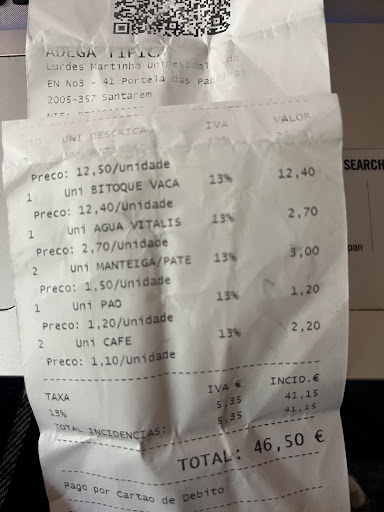 ADEGA TIPICA
Lurdes Martinho Unidessoal Lda
EN No3 - 41 Portela das Padeiras
2005-357 Santarem
UNI DESCRICA IVA VALOR
Preco: 12,50/Unidade
1 Uni BITOQUE VACA 13% 12,40
Preco: 12,40/Unidade
1 Uni AGUA VITALIS 13% 2,70
Preco: 2,70/Unidade
2 Uni MANTEIGA/PATE 13% 3,00
Preco: 1,50/Unidade
1 Uni PAO 13% 1,20
Preco: 1,20/Unidade
2 Uni CAFE 13% 2,20
Preco: 1,10/Unidade
TAXA IVA € INCID.€
13% 5,35 41,15
TOTAL INCIDENCIAS: 5,35 41,15
TOTAL: 46,50 €
Pago por Cartao de Debito
SEARCH
pan